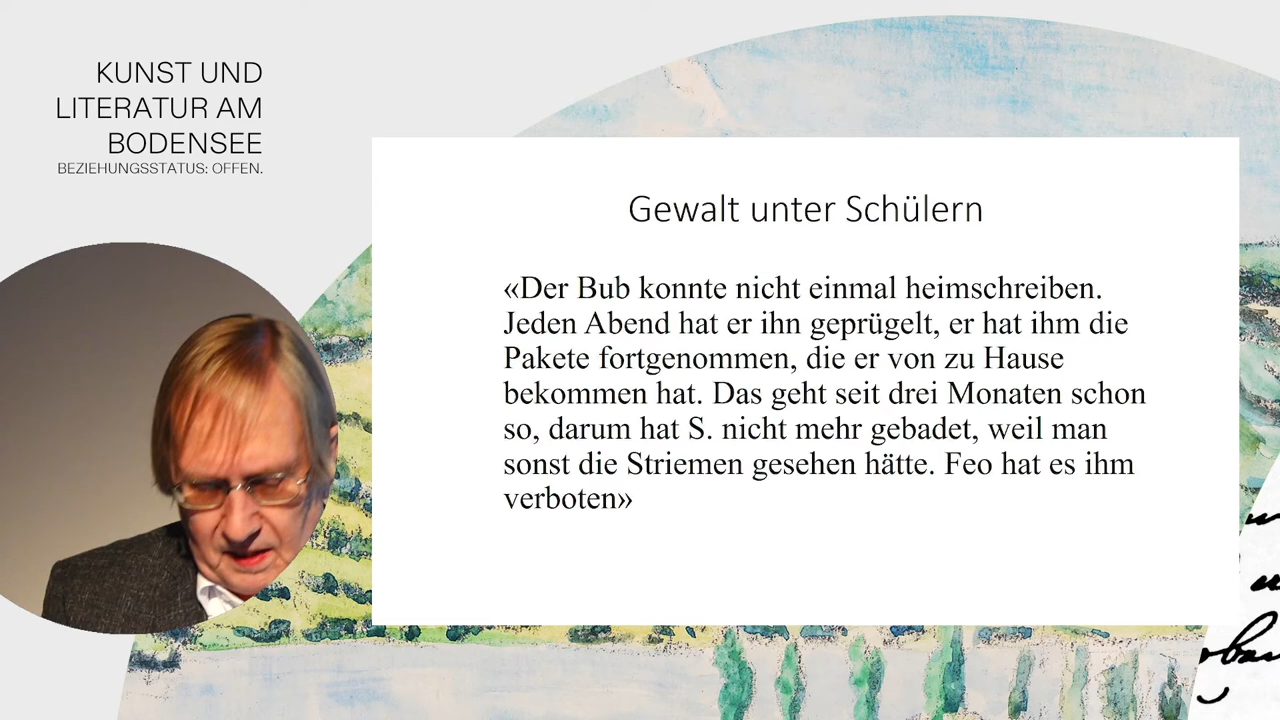 KUNST UND
LITERATUR AM
BODENSEE
BEZIEHUNGSSTATUS: OFFEN.
Gewalt unter Schülern
«Der Bub konnte nicht einmal heimschreiben.
Jeden Abend hat er ihn geprügelt, er hat ihm die
Pakete fortgenommen, die er von zu Hause
bekommen hat. Das geht seit drei Monaten schon
so, darum hat S. nicht mehr gebadet, weil man
sonst die Striemen gesehen hätte. Feo hat es ihm
verboten»